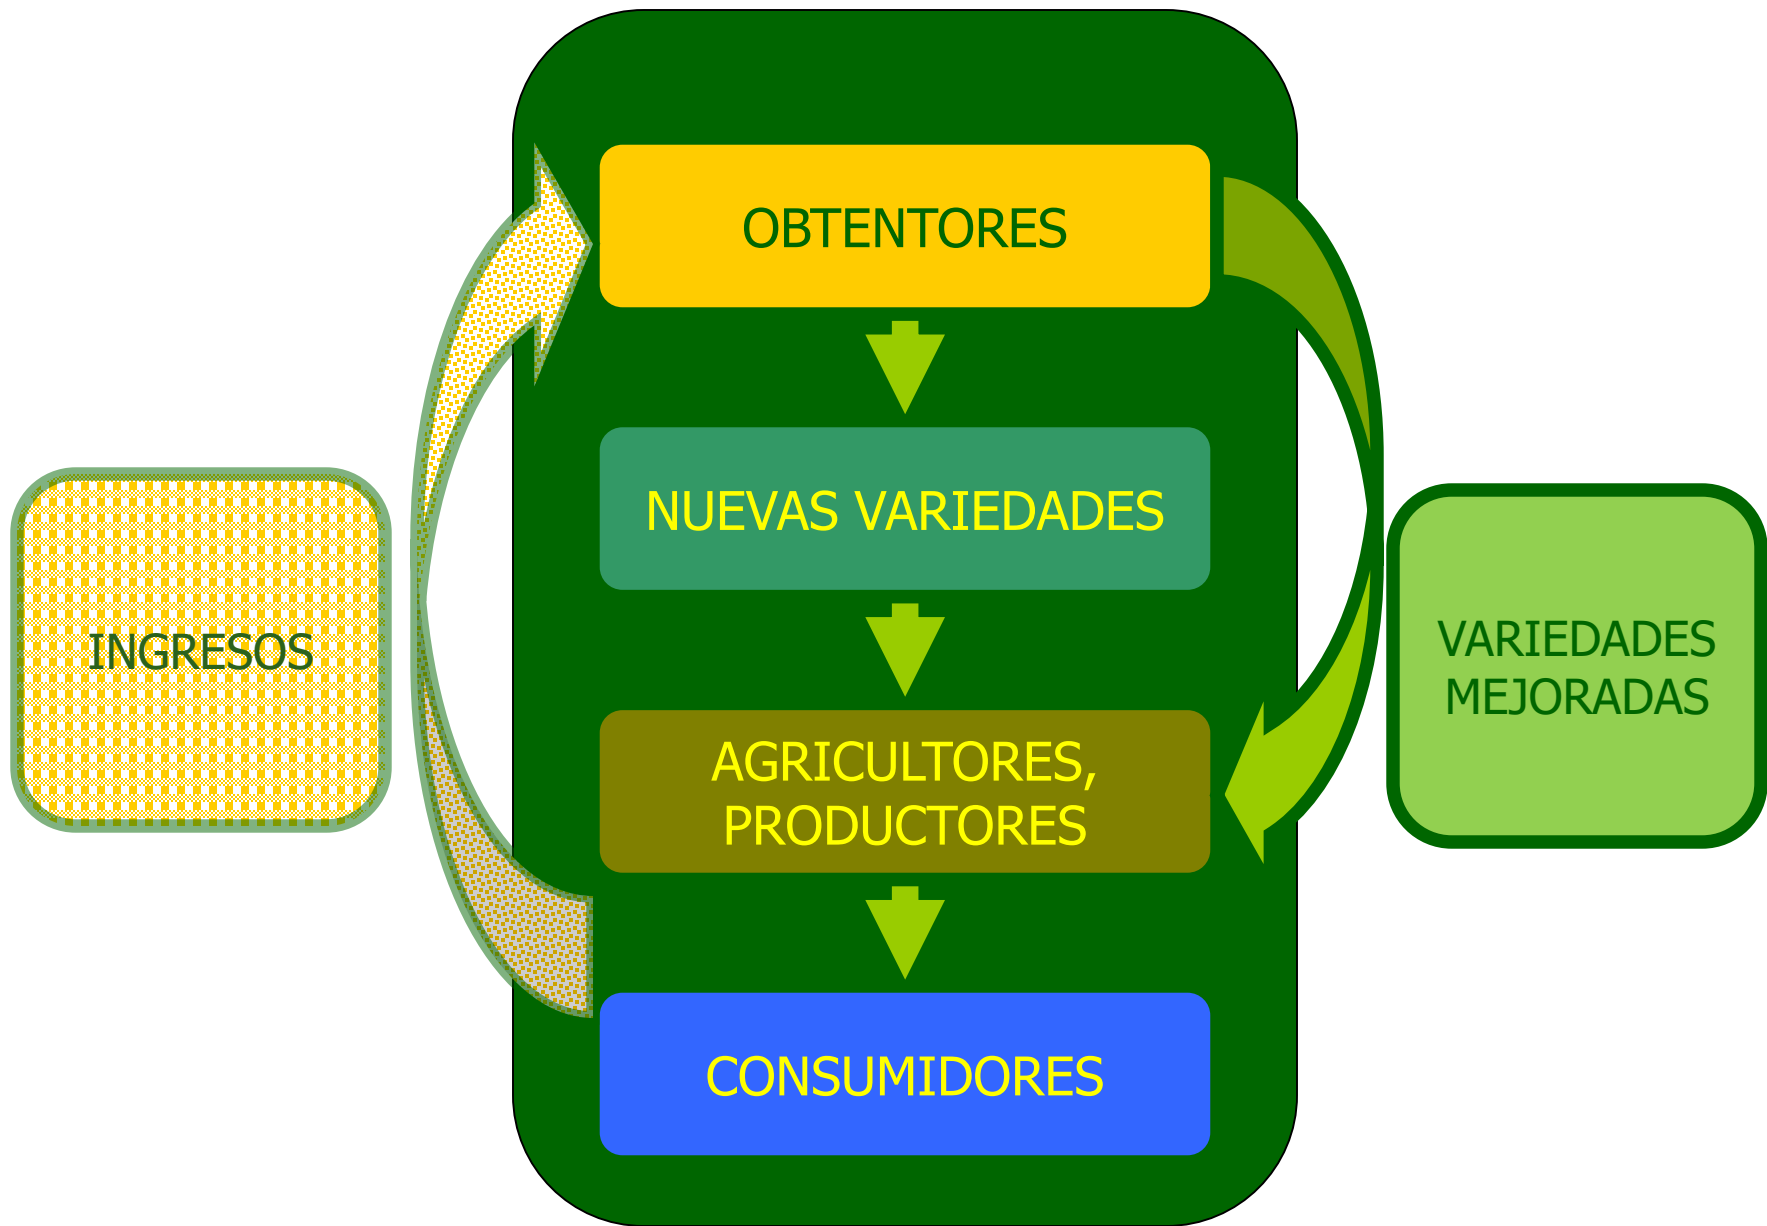 OBTENTORES
NUEVAS VARIEDADES
INGRESOS
VARIEDADES
MEJORADAS
AGRICULTORES,
PRODUCTORES
CONSUMIDORES